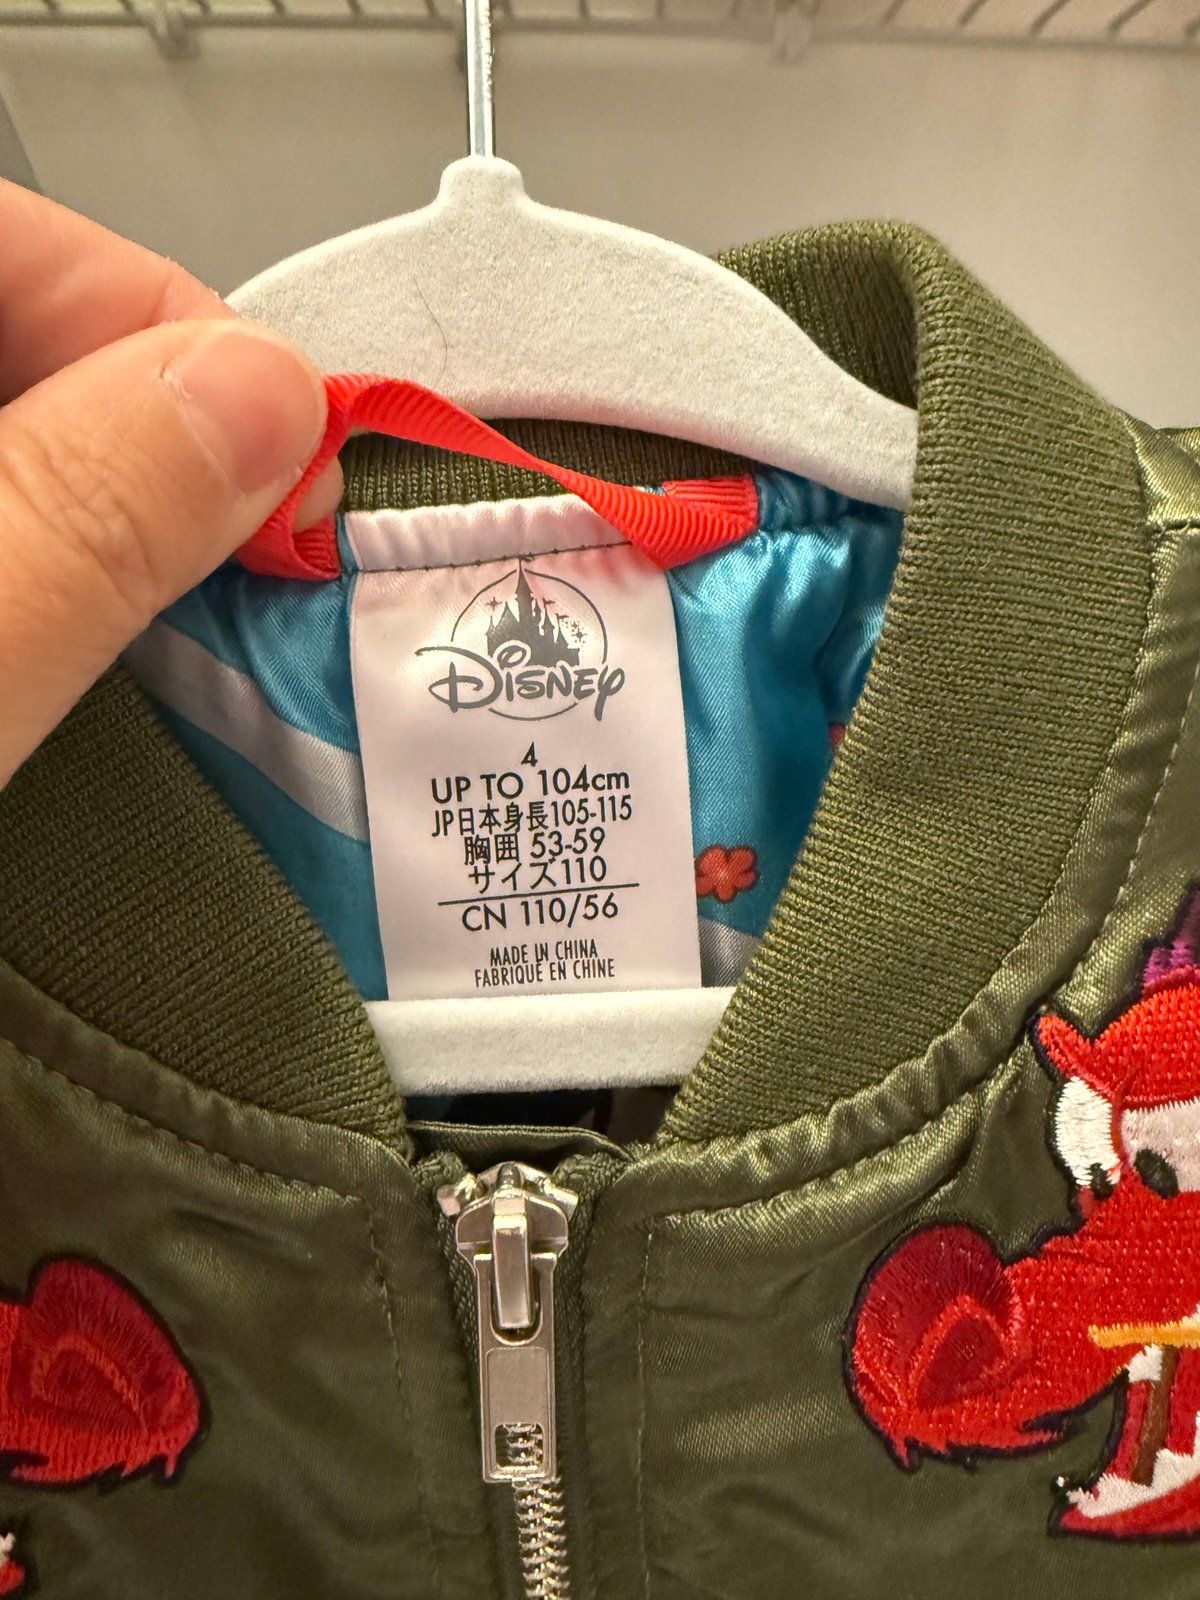 Disney
4
UP TO 104cm
JP日本身長105-115
胸囲 53-59
サイズ110
CN 110/56
MADE IN CHINA
FABRIQUÉ EN CHINE